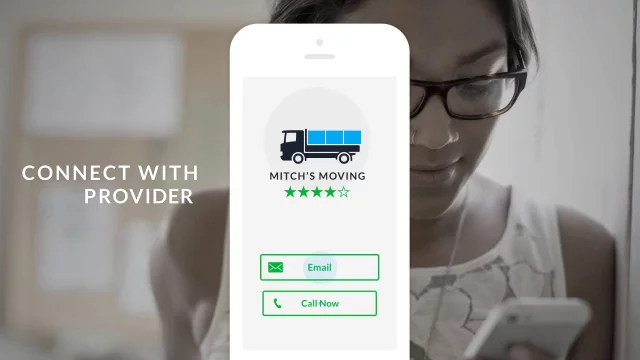 CONNECT WITH
PROVIDER
MITCH'S MOVING
Email
Call Now